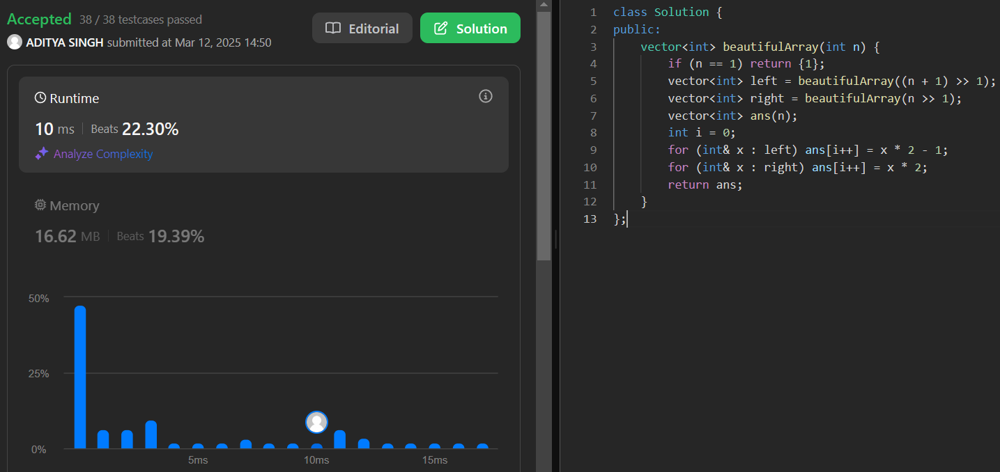 Accepted 38 / 38 testcases passed
ADITYA SINGH submitted at Mar 12, 2025 14:50
Editorial
Solution
Runtime
10 ms Beats 22.30%
Analyze Complexity
Memory
16.62 MB Beats 19.39%
50%
25%
0%
5ms 10ms 15ms
1 class Solution {
2 public:
3     vector<int> beautifulArray(int n) {
4         if (n == 1) return {1};
5         vector<int> left = beautifulArray((n + 1) >> 1);
6         vector<int> right = beautifulArray(n >> 1);
7         vector<int> ans(n);
8         int i = 0;
9         for (int& x : left) ans[i++] = x * 2 - 1;
10         for (int& x : right) ans[i++] = x * 2;
11         return ans;
12     }
13 };